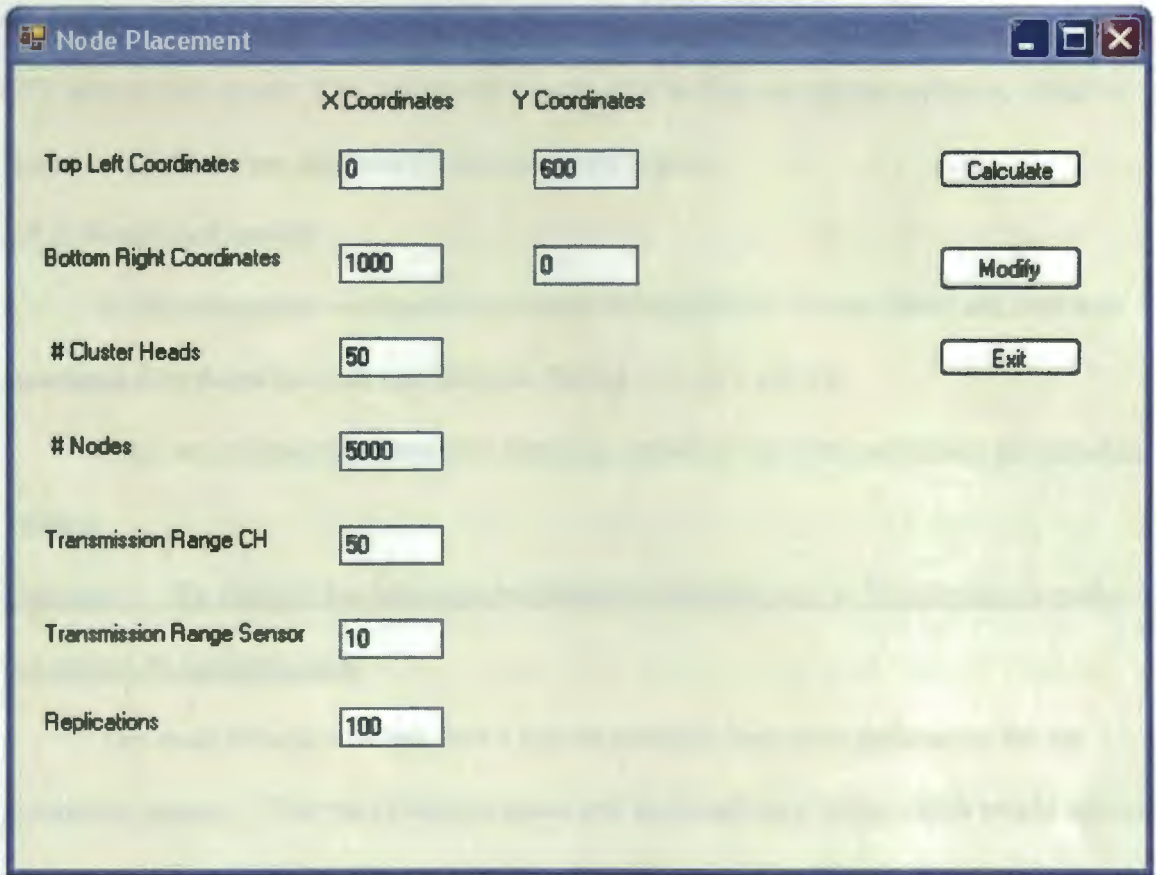 Node Placement
X Coordinates Y Coordinates
Top Left Coordinates 0 600 Calculate
Bottom Right Coordinates 1000 0 Modify
# Cluster Heads 50 Exit
# Nodes 5000
Transmission Range CH 50
Transmission Range Sensor 10
Replications 100